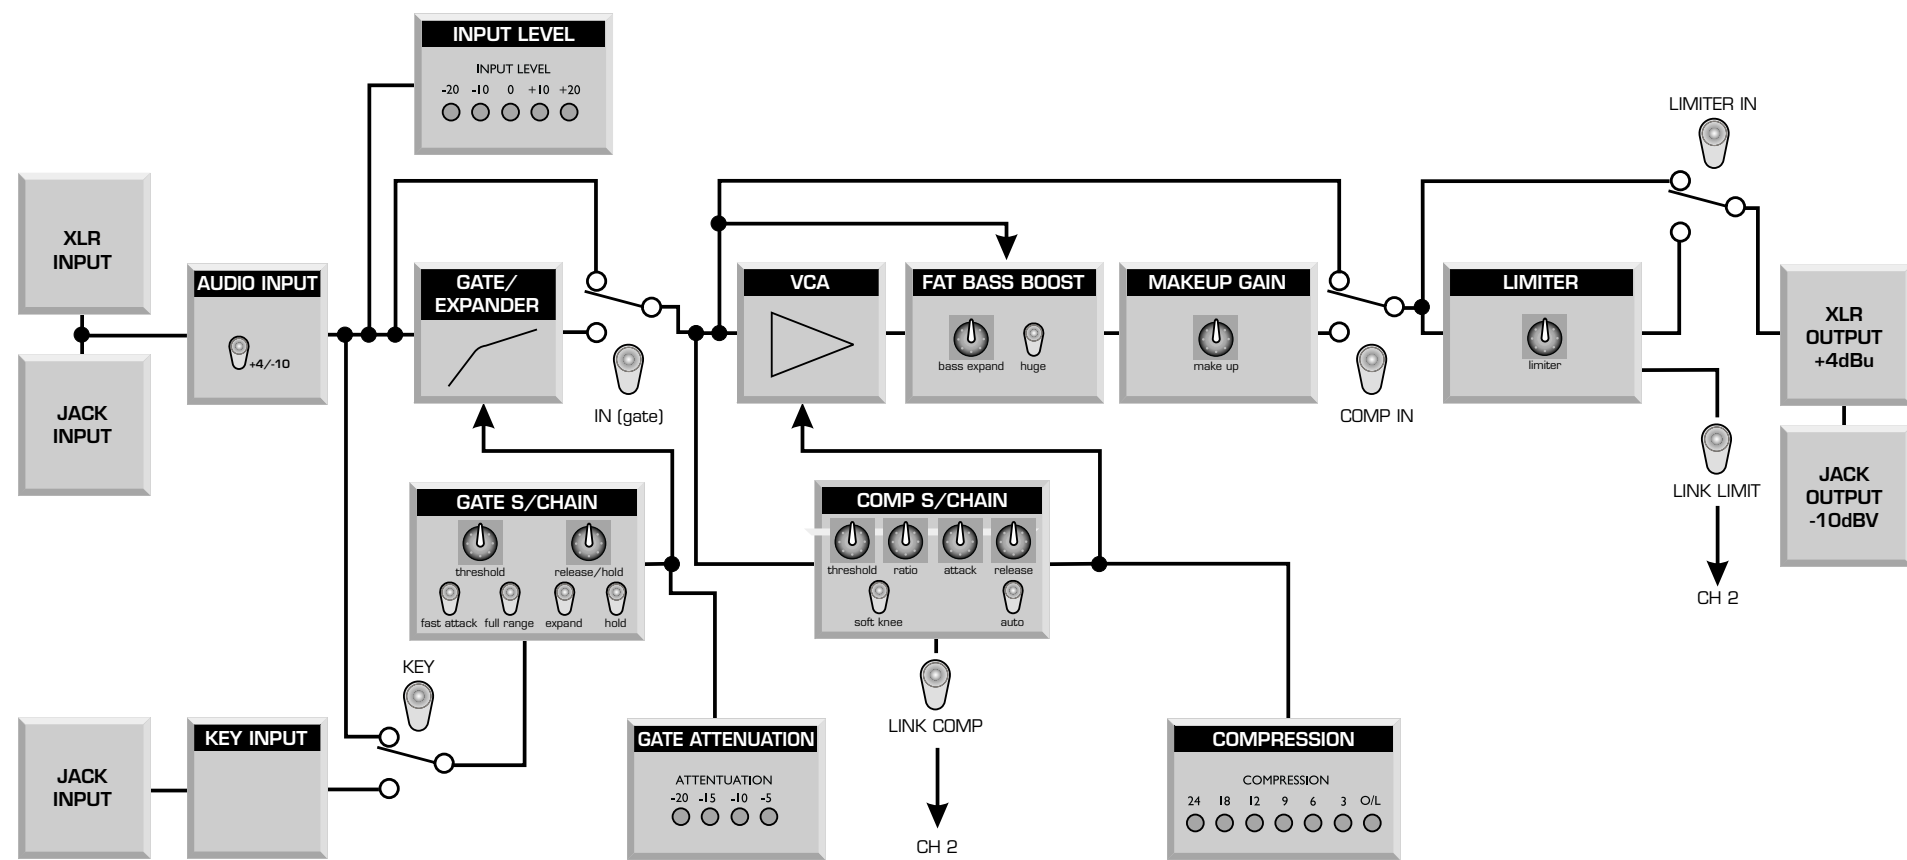 INPUT LEVEL
INPUT LEVEL
-20 -10 0 +10 +20
LIMITER IN
XLR
INPUT
AUDIO INPUT
+4/-10
JACK
INPUT
GATE/
EXPANDER
IN (gate)
VCA
FAT BASS BOOST
bass expand huge
MAKEUP GAIN
make up
COMP IN
LIMITER
limiter
XLR
OUTPUT
+4dBu
LINK LIMIT
CH 2
JACK
OUTPUT
-10dBV
GATE S/CHAIN
threshold release/hold
fast attack full range expand hold
COMP S/CHAIN
threshold ratio attack release
soft knee auto
KEY
LINK COMP
CH 2
JACK
INPUT
KEY INPUT
GATE ATTENUATION
ATTENTUATION
-20 -15 -10 -5
COMPRESSION
COMPRESSION
24 18 12 9 6 3 O/L